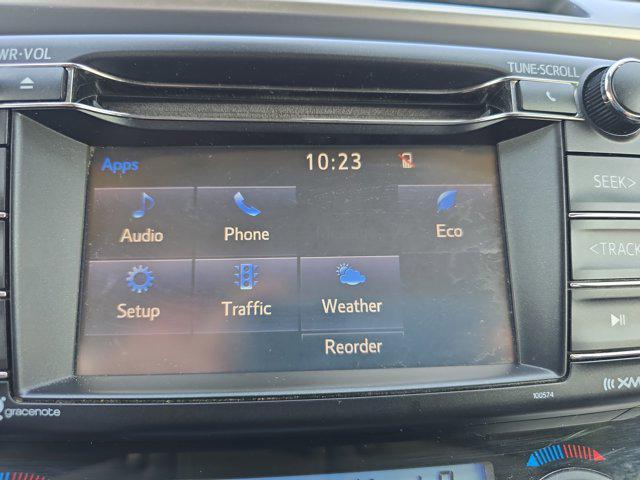 WR·VOL
TUNE·SCROLL
Apps 10:23
Audio Phone Eco
SEEK>
<TRACK
Setup Traffic Weather
Reorder
XM
gracenote
100574